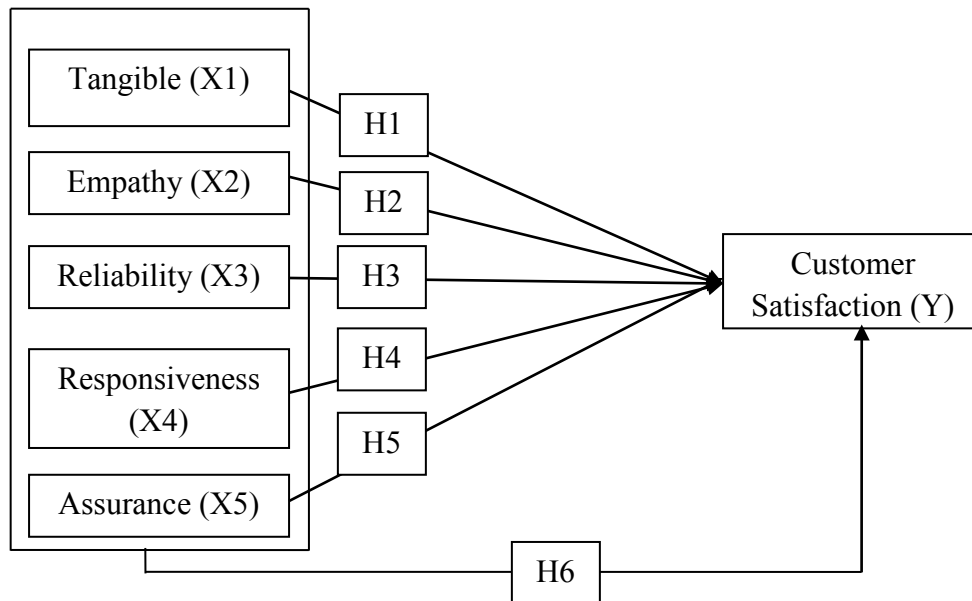 Tangible (X1)
H1
Empathy (X2)
H2
Reliability (X3)
H3
Customer
Satisfaction (Y)
Responsiveness
(X4)
H4
H5
Assurance (X5)
H6